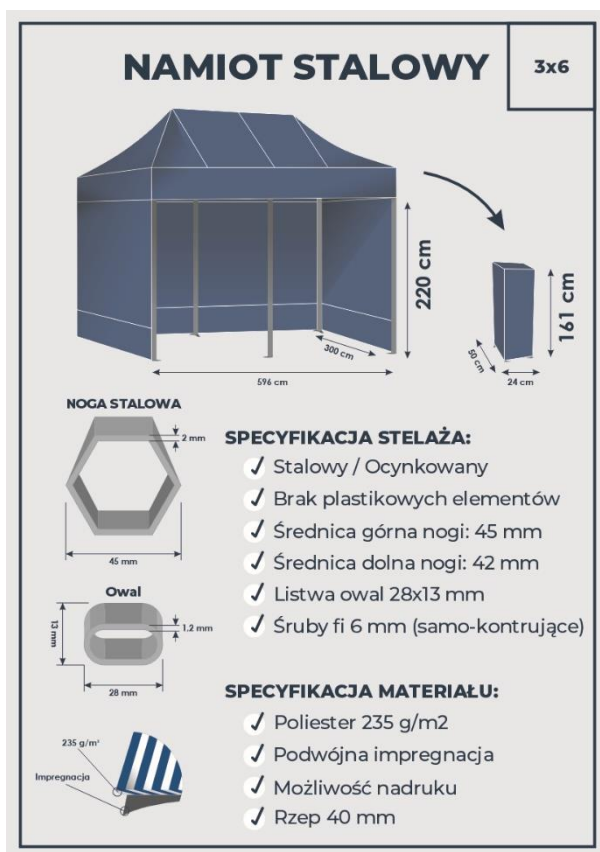 NAMIOT STALOWY
3x6
220 cm
300 cm
596 cm
161 cm
50 cm
24 cm
NOGA STALOWA
2 mm
45 mm
Owal
13 mm
1.2 mm
28 mm
235 g/m²
Impregnacja
SPECYFIKACJA STELAŻA:
Stalowy / Ocynkowany
Brak plastikowych elementów
Średnica górna nogi: 45 mm
Średnica dolna nogi: 42 mm
Listwa owal 28x13 mm
Śruby fi 6 mm (samo-kontrujące)
SPECYFIKACJA MATERIAŁU:
Poliester 235 g/m2
Podwójna impregnacja
Możliwość nadruku
Rzep 40 mm